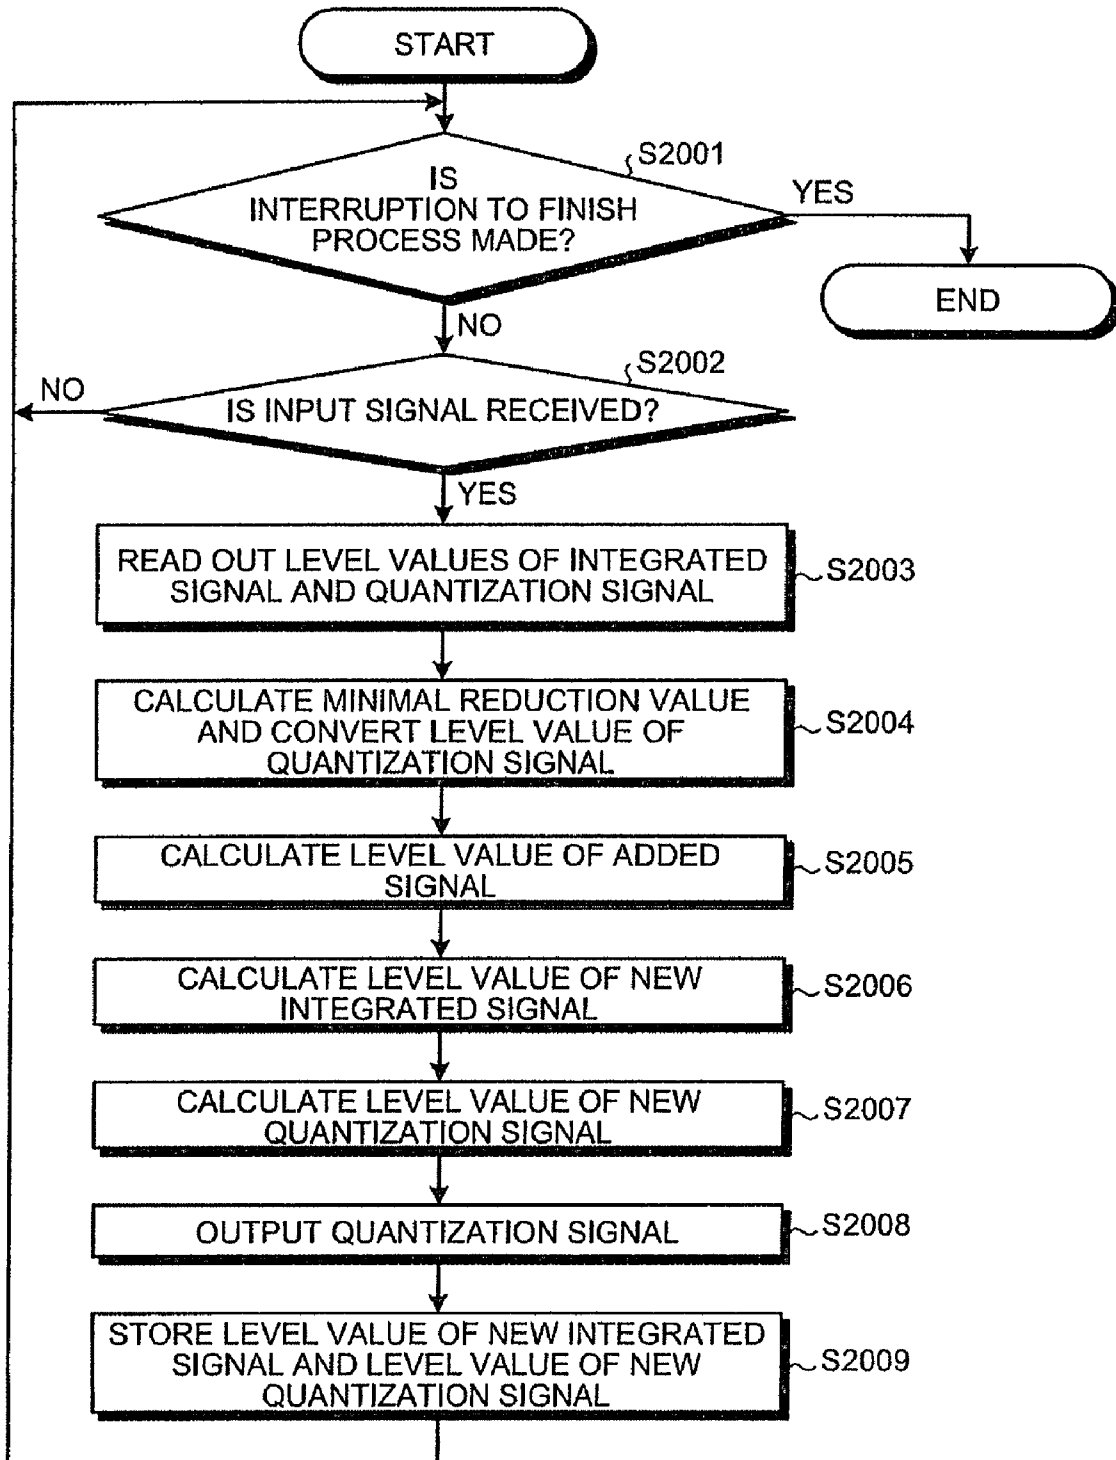 START
S2001
IS
INTERRUPTION TO FINISH
PROCESS MADE?
YES
END
NO
S2002
NO
IS INPUT SIGNAL RECEIVED?
YES
READ OUT LEVEL VALUES OF INTEGRATED
SIGNAL AND QUANTIZATION SIGNAL
S2003
CALCULATE MINIMAL REDUCTION VALUE
AND CONVERT LEVEL VALUE OF
QUANTIZATION SIGNAL
S2004
CALCULATE LEVEL VALUE OF ADDED
SIGNAL
S2005
CALCULATE LEVEL VALUE OF NEW
INTEGRATED SIGNAL
S2006
CALCULATE LEVEL VALUE OF NEW
QUANTIZATION SIGNAL
S2007
OUTPUT QUANTIZATION SIGNAL
S2008
STORE LEVEL VALUE OF NEW INTEGRATED
SIGNAL AND LEVEL VALUE OF NEW
QUANTIZATION SIGNAL
S2009